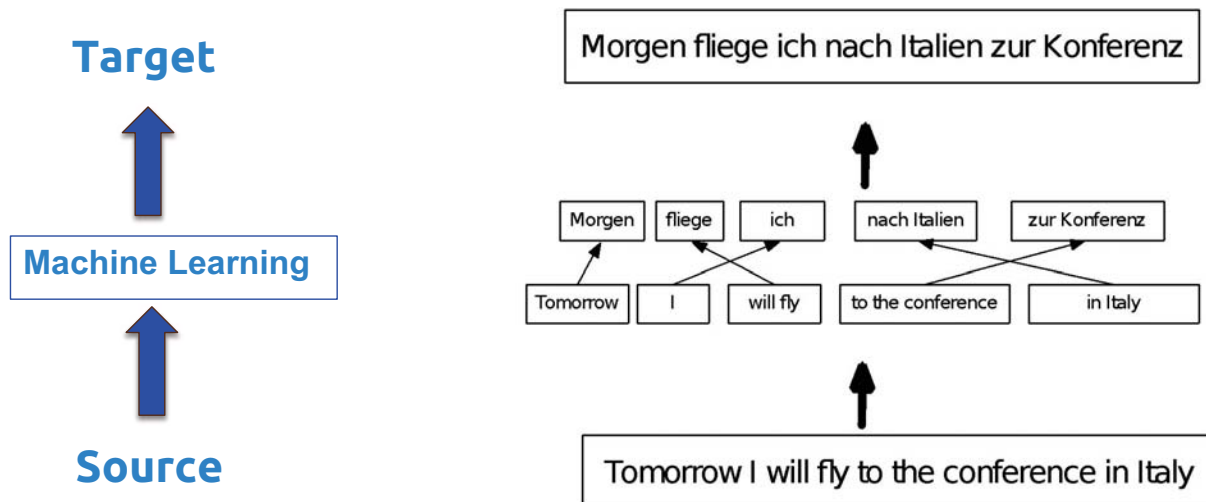 Target
Machine Learning
Source
Morgen fliege ich nach Italien zur Konferenz
Morgen fliege ich nach Italien zur Konferenz
Tomorrow I will fly to the conference in Italy
Tomorrow I will fly to the conference in Italy